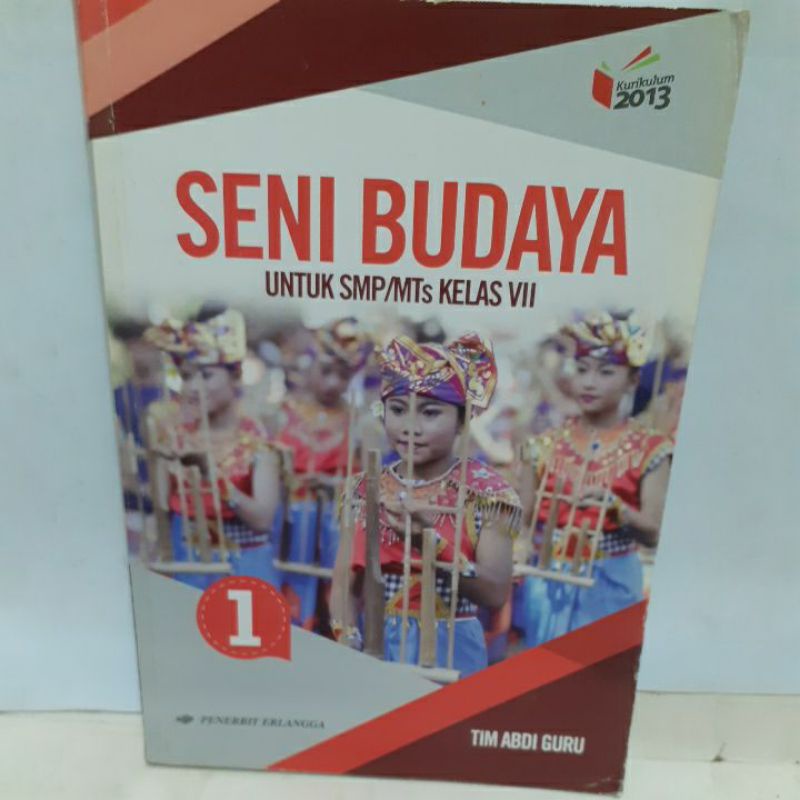 Kurikulum
2013
SENI BUDAYA
UNTUK SMP/MTs KELAS VII
1
PENERBIT ERLANGGA
TIM ABDI GURU